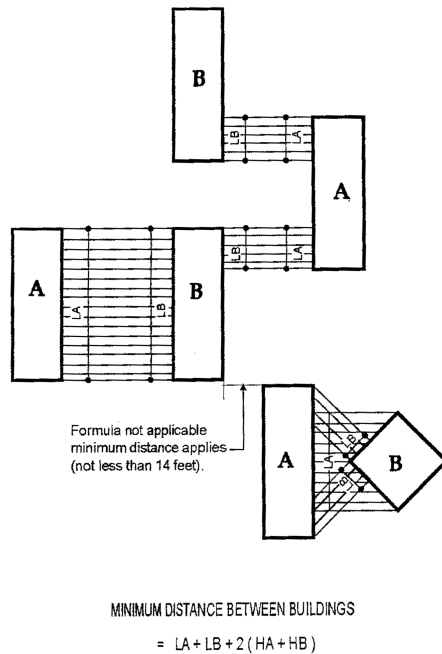 B
LB
LA
A
LB
LA
A
LA
LB
B
Formula not applicable
minimum distance applies
(not less than 14 feet).
A
LA
LB
LB
B
MINIMUM DISTANCE BETWEEN BUILDINGS
= LA + LB + 2 ( HA + HB )